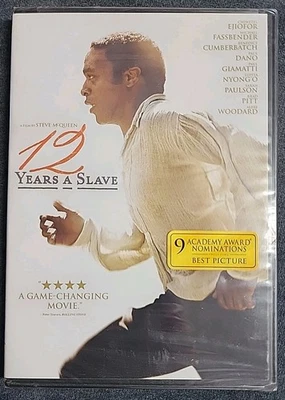 EJIOFOR
FASSBENDER
CUMBERBATCH
DANO
GIAMATTI
NYONG'O
PAULSON
PITT
WOODARD
A FILM BY STEVE McQUEEN
12
YEARS A SLAVE
9 ACADEMY AWARD®
NOMINATIONS
BEST PICTURE
"★★★★
A GAME-CHANGING
MOVIE."